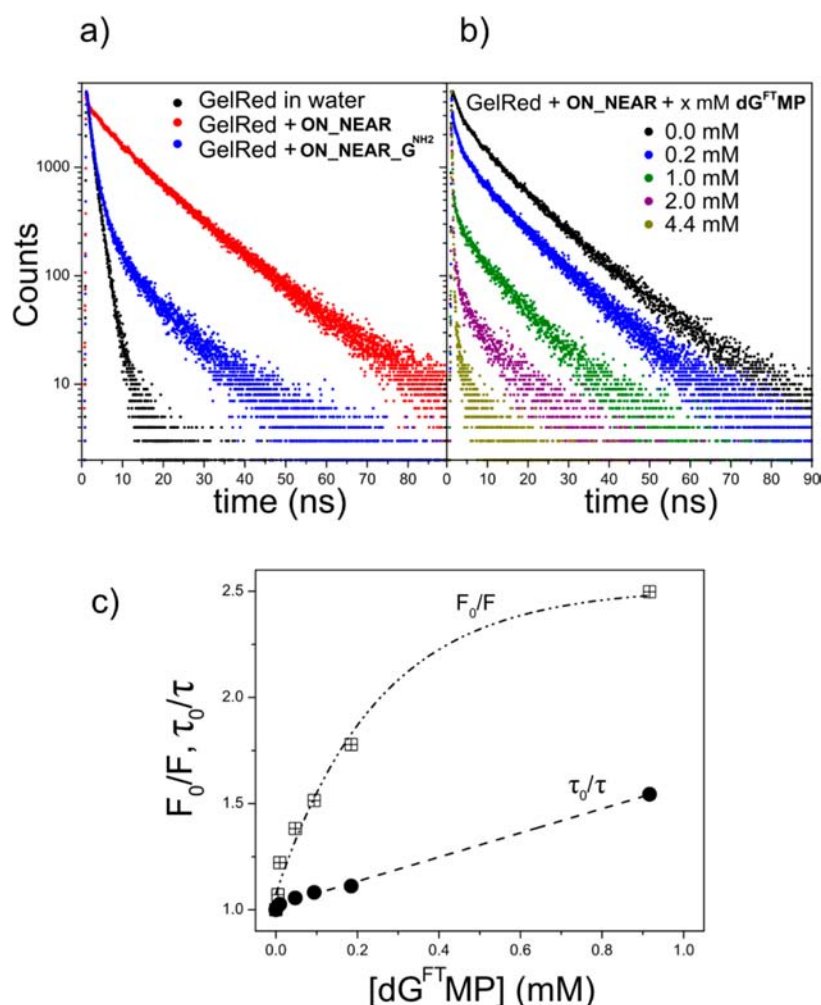 a)
b)
GelRed in water
GelRed + ON_NEAR
GelRed + ON_NEAR_G^NH2
GelRed + ON_NEAR + x mM dG^FTMP
0.0 mM
0.2 mM
1.0 mM
2.0 mM
4.4 mM
Counts
1000
100
10
0 10 20 30 40 50 60 70 80
0 10 20 30 40 50 60 70 80 90
time (ns)
time (ns)
c)
F₀/F, τ₀/τ
2.5
2.0
1.5
1.0
F₀/F
τ₀/τ
0.0 0.2 0.4 0.6 0.8 1.0
[dG^FTMP] (mM)